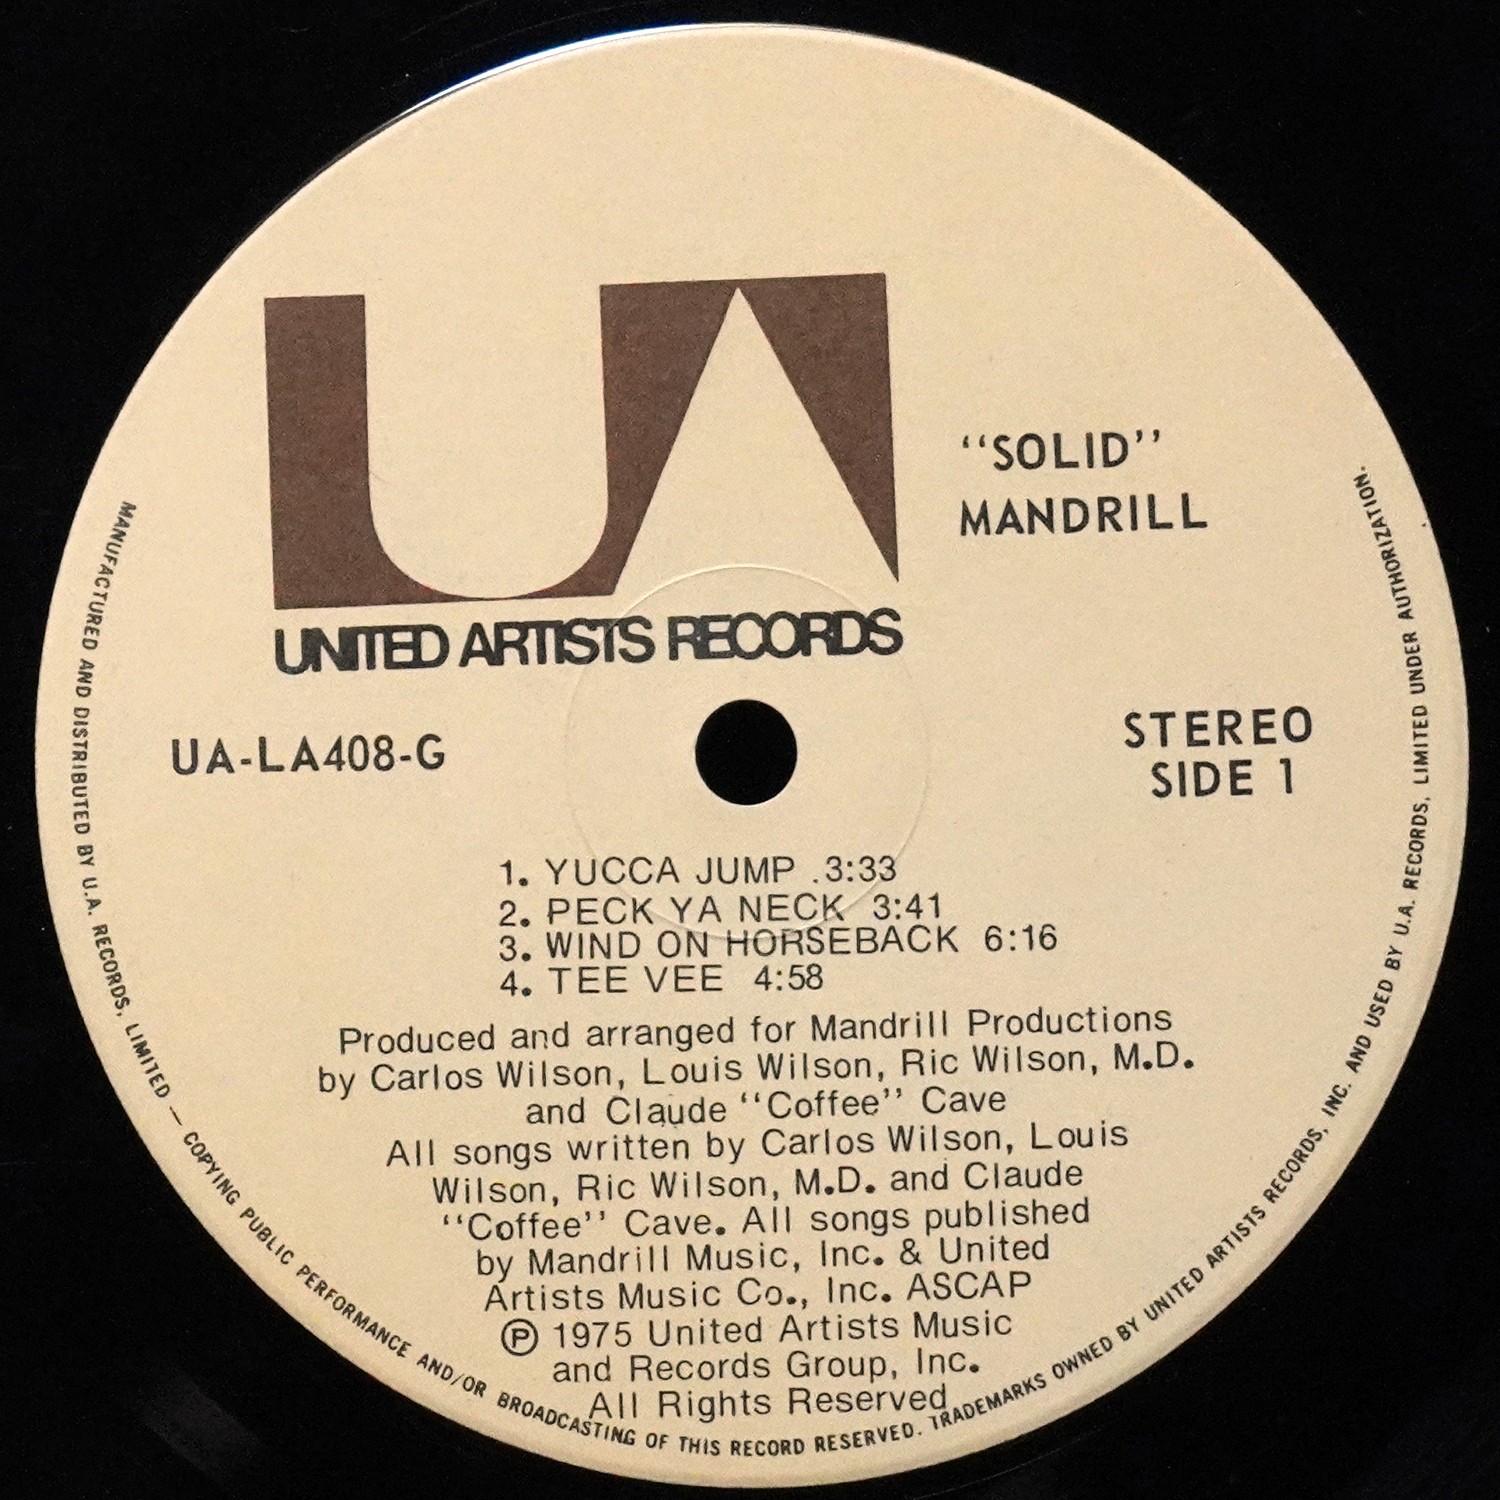 UA
UNITED ARTISTS RECORDS
"SOLID"
MANDRILL
UA-LA408-G
STEREO
SIDE 1
1. YUCCA JUMP .3:33
2. PECK YA NECK 3:41
3. WIND ON HORSEBACK 6:16
4. TEE VEE 4:58
Produced and arranged for Mandrill Productions
by Carlos Wilson, Louis Wilson, Ric Wilson, M.D.
and Claude "Coffee" Cave
All songs written by Carlos Wilson, Louis
Wilson, Ric Wilson, M.D. and Claude
"Coffee" Cave. All songs published
by Mandrill Music, Inc. & United
Artists Music Co., Inc. ASCAP
Ⓟ 1975 United Artists Music
and Records Group, Inc.
All Rights Reserved
MANUFACTURED AND DISTRIBUTED BY U.A. RECORDS, LIMITED — COPYING PUBLIC PERFORMANCE AND/OR BROADCASTING OF THIS RECORD RESERVED. TRADEMARKS OWNED BY UNITED ARTISTS RECORDS, INC. AND USED BY U.A. RECORDS, LIMITED UNDER AUTHORIZATION.